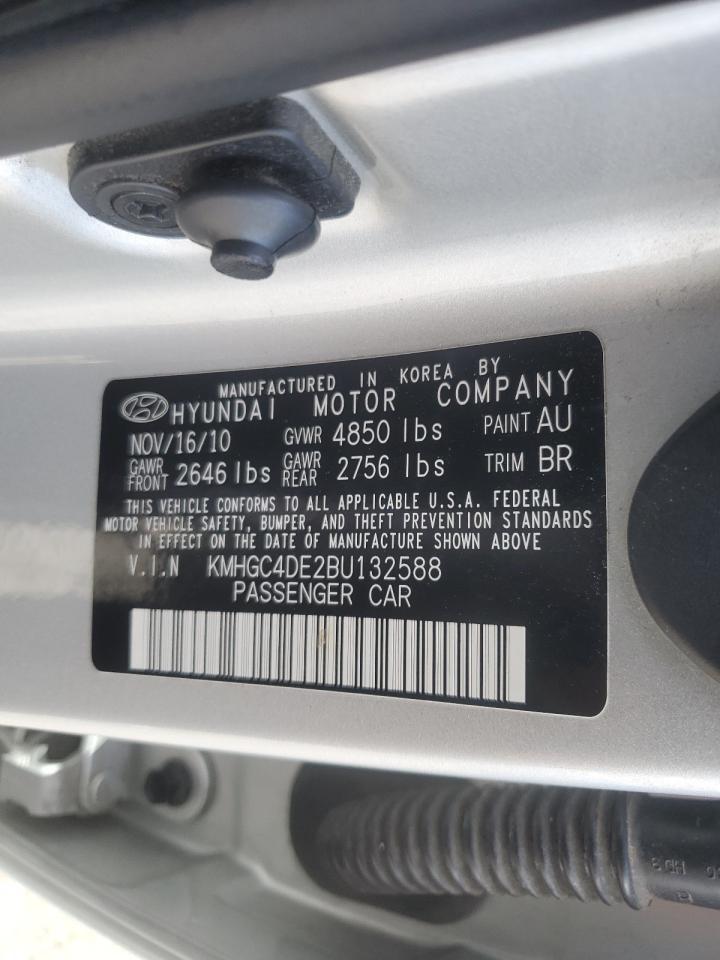 MANUFACTURED IN KOREA BY
HYUNDAI MOTOR COMPANY
NOV/16/10 GVWR 4850 lbs PAINT AU
GAWR FRONT 2646 lbs GAWR REAR 2756 lbs TRIM BR
THIS VEHICLE CONFORMS TO ALL APPLICABLE U.S.A. FEDERAL
MOTOR VEHICLE SAFETY, BUMPER, AND THEFT PREVENTION STANDARDS
IN EFFECT ON THE DATE OF MANUFACTURE SHOWN ABOVE.
V.I.N KMHGC4DE2BU132588
PASSENGER CAR